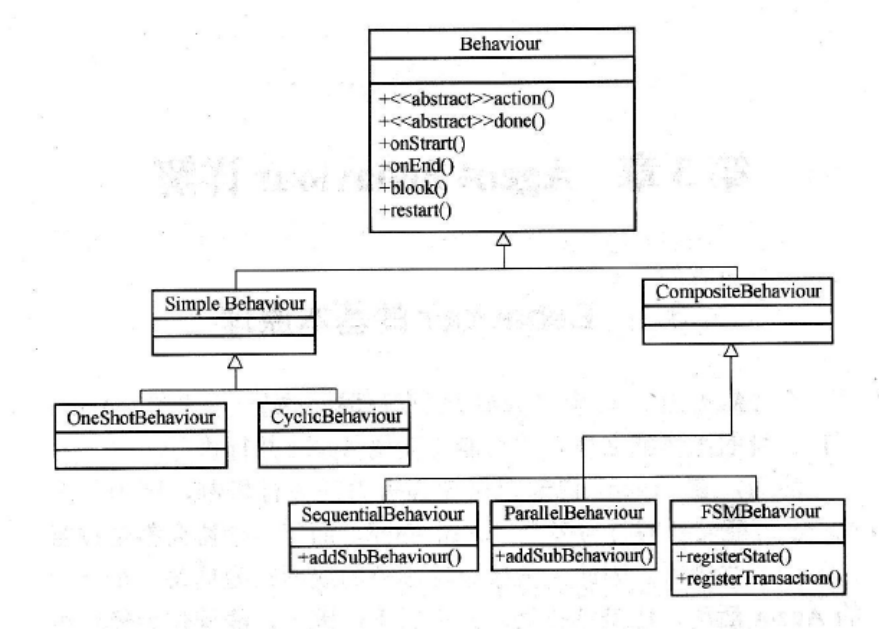 Behaviour
+<<abstract>>action()
+<<abstract>>done()
+onStrart()
+onEnd()
+blook()
+restart()
Simple Behaviour
CompositeBehaviour
OneShotBehaviour
CyclicBehaviour
SequentialBehaviour
+addSubBehaviour()
ParallelBehaviour
+addSubBehaviour()
FSMBehaviour
+registerState()
+registerTransaction()